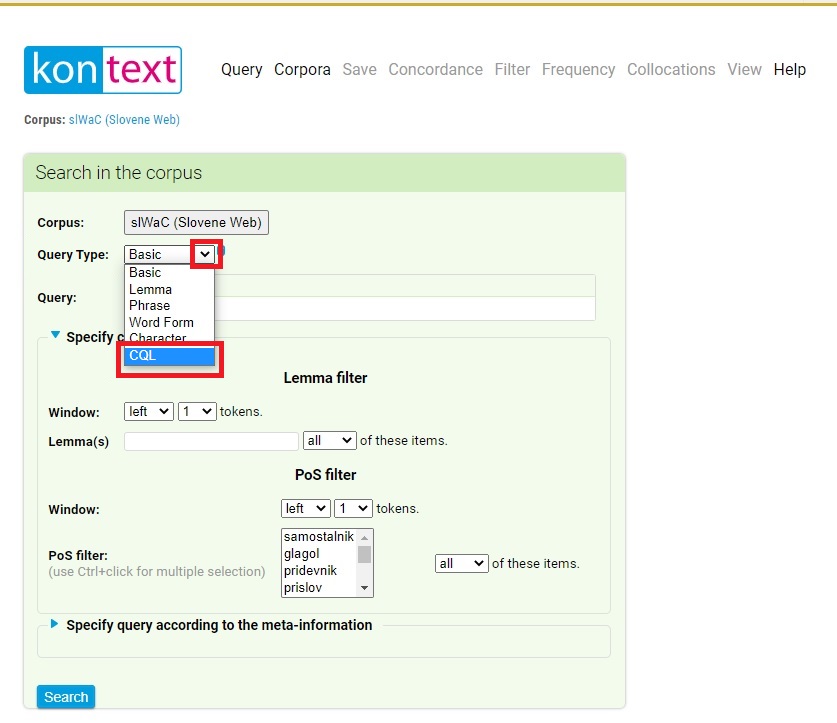 kontext
Query Corpora Save Concordance Filter Frequency Collocations View Help
Corpus: slWaC (Slovene Web)
Search in the corpus
Corpus: slWaC (Slovene Web)
Query Type: Basic
Basic
Lemma
Query:
Phrase
Word Form
Specify c
Character
CQL
Lemma filter
Window: left 1 tokens.
Lemma(s) all of these items.
PoS filter
Window: left 1 tokens.
samostalnik
glagol
PoS filter: all of these items.
(use Ctrl+click for multiple selection) pridevnik
prislov
Specify query according to the meta-information
Search